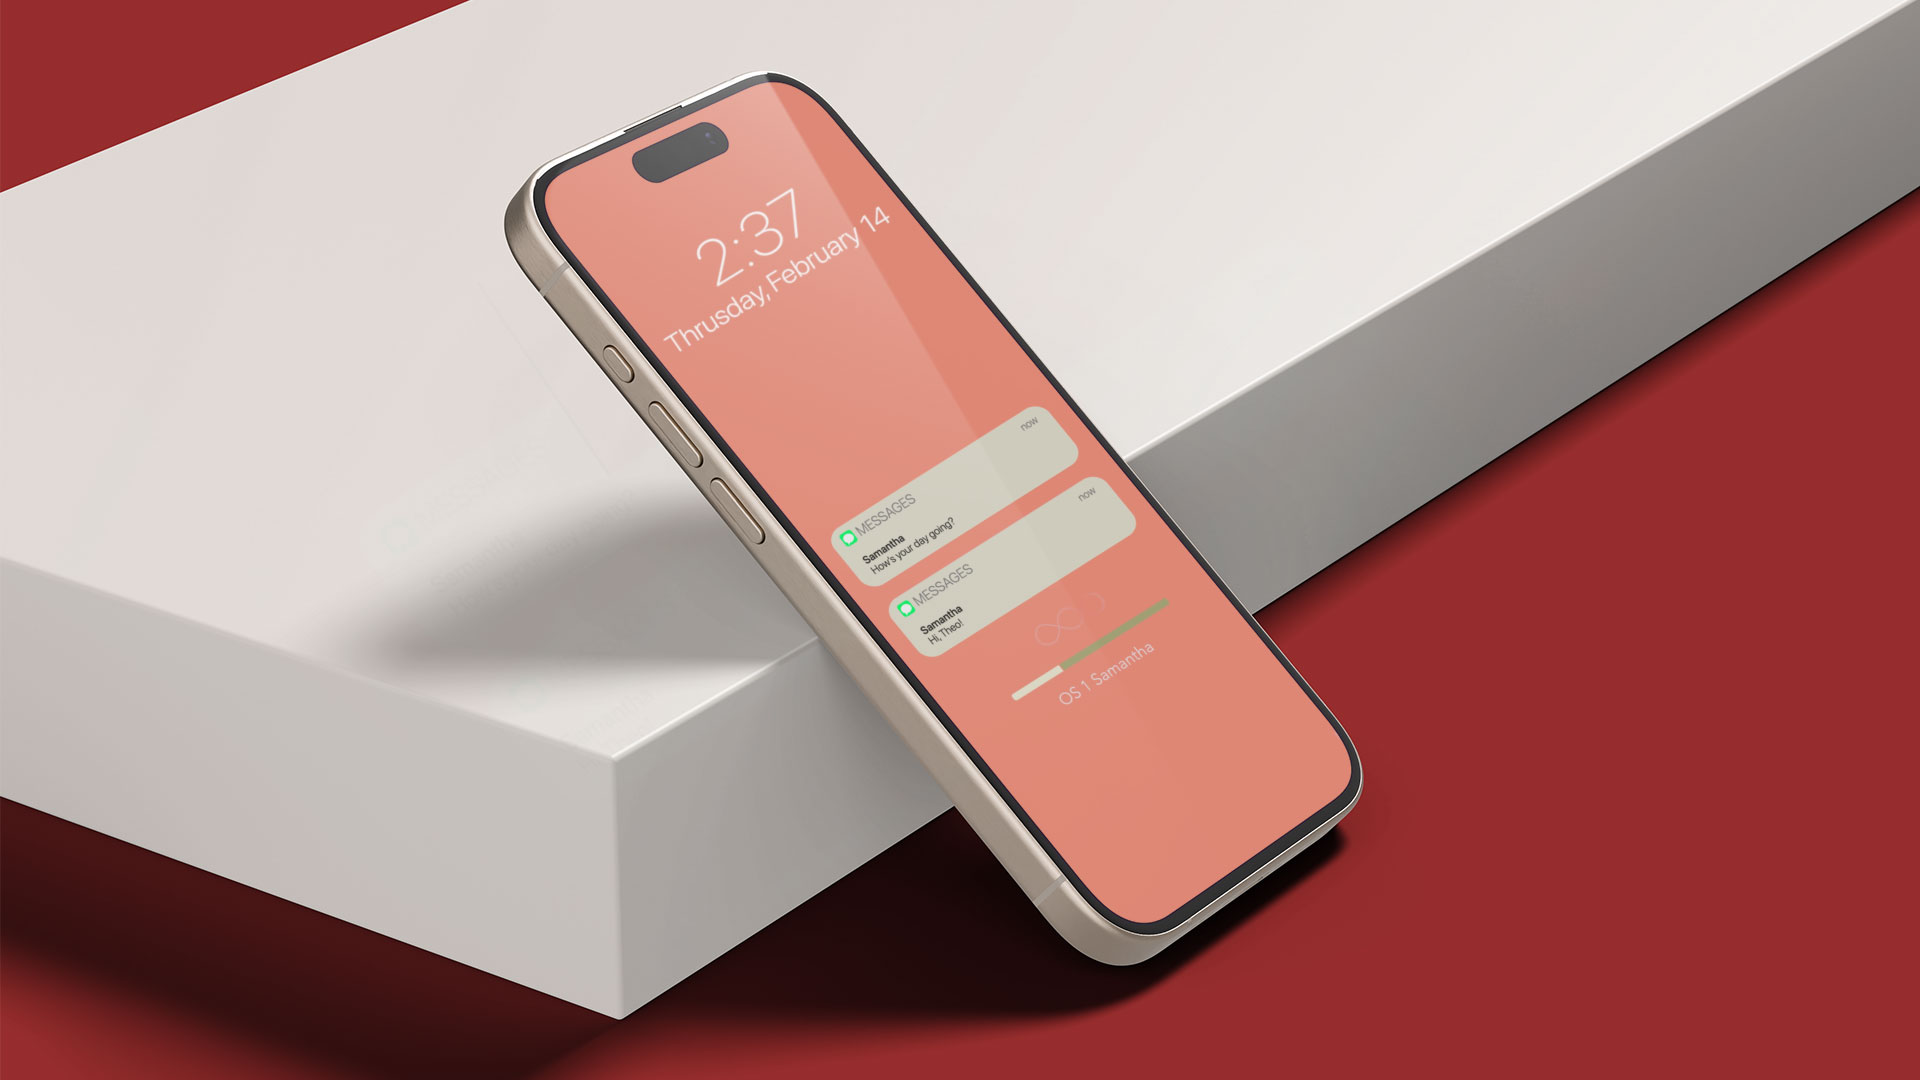 2:37
Thrusday, February 14
MESSAGES
now
Samantha
How's your day going?
MESSAGES
now
Samantha
Hi, Theo!
OS 1 Samantha